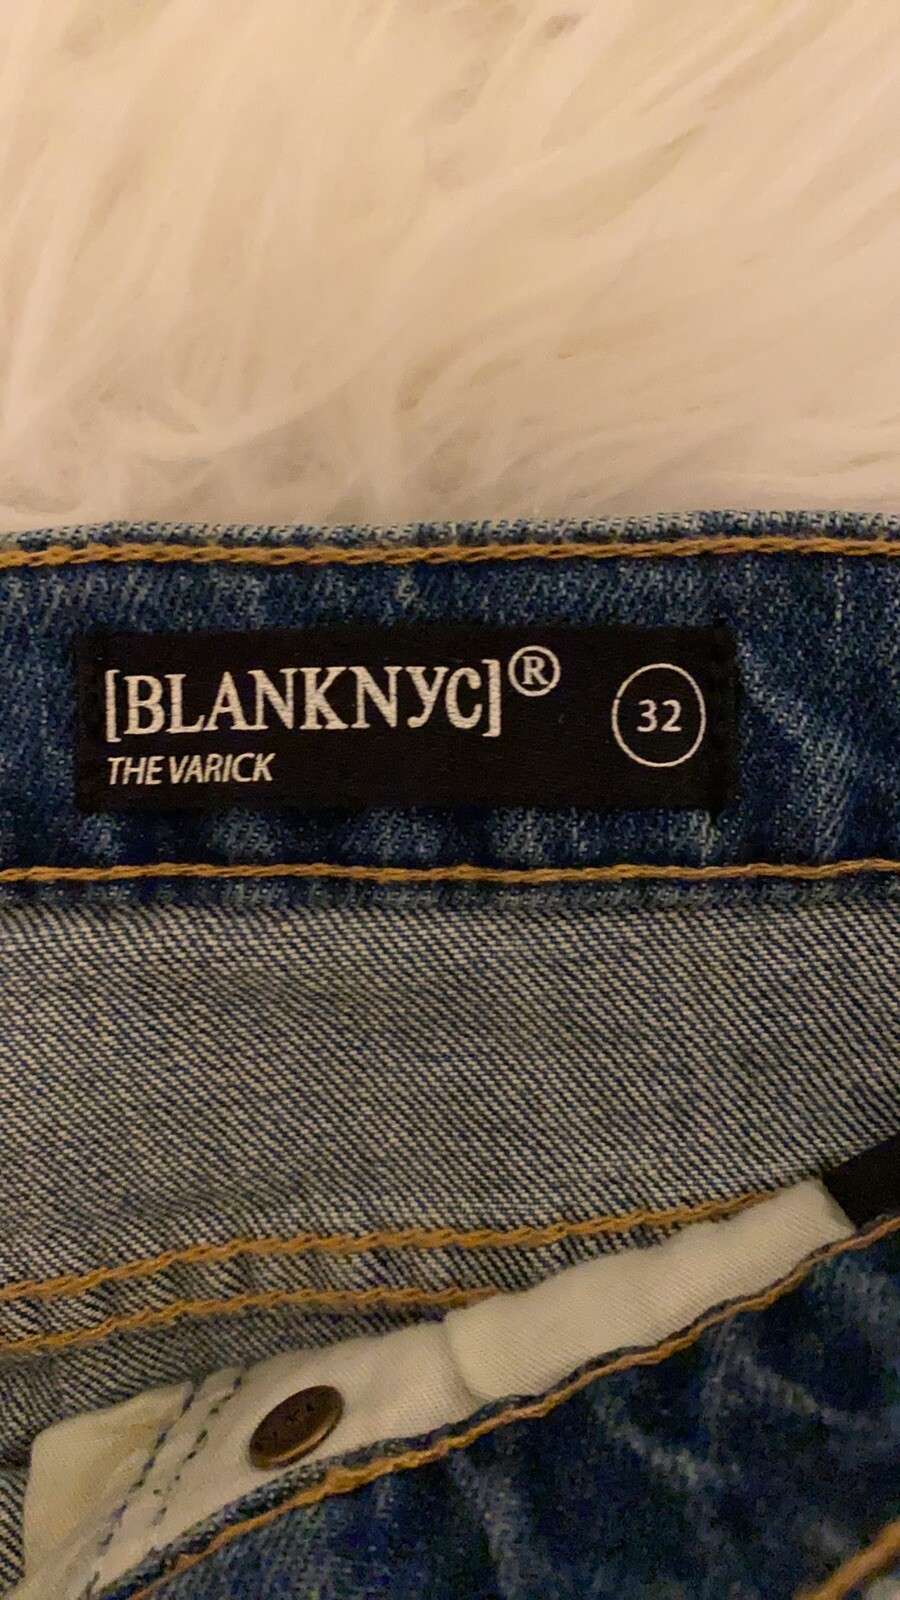 [BLANKNYC]®
THE VARICK
32